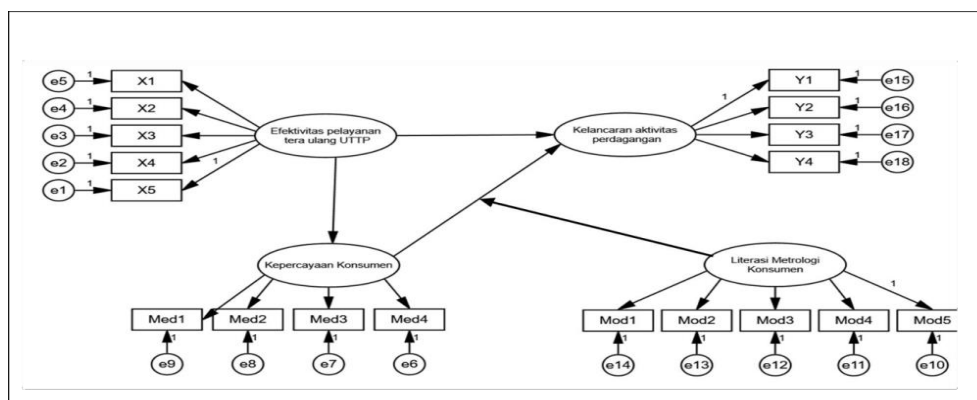 e5 1 X1
e4 1 X2
e3 1 X3
e2 1 X4
e1 1 X5
1
Efektivitas pelayanan
tera ulang UTTP
Kelancaran aktivitas
perdagangan
1
Y1 1 e15
Y2 1 e16
Y3 1 e17
Y4 1 e18
Kepercayaan Konsumen
Literasi Metrologi
Konsumen
1
Med1 Med2 Med3 Med4
1 1 1 1
e9 e8 e7 e6
Mod1 Mod2 Mod3 Mod4 Mod5
1 1 1 1 1
e14 e13 e12 e11 e10